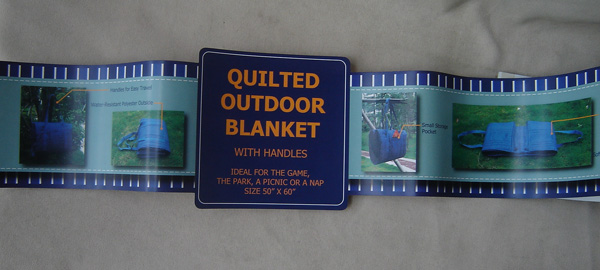 Handles for Easy Travel
Water-Resistant Polyester Outside
QUILTED
OUTDOOR
BLANKET
WITH HANDLES
IDEAL FOR THE GAME,
THE PARK, A PICNIC OR A NAP
SIZE 50" X 60"
Small Storage
Pocket